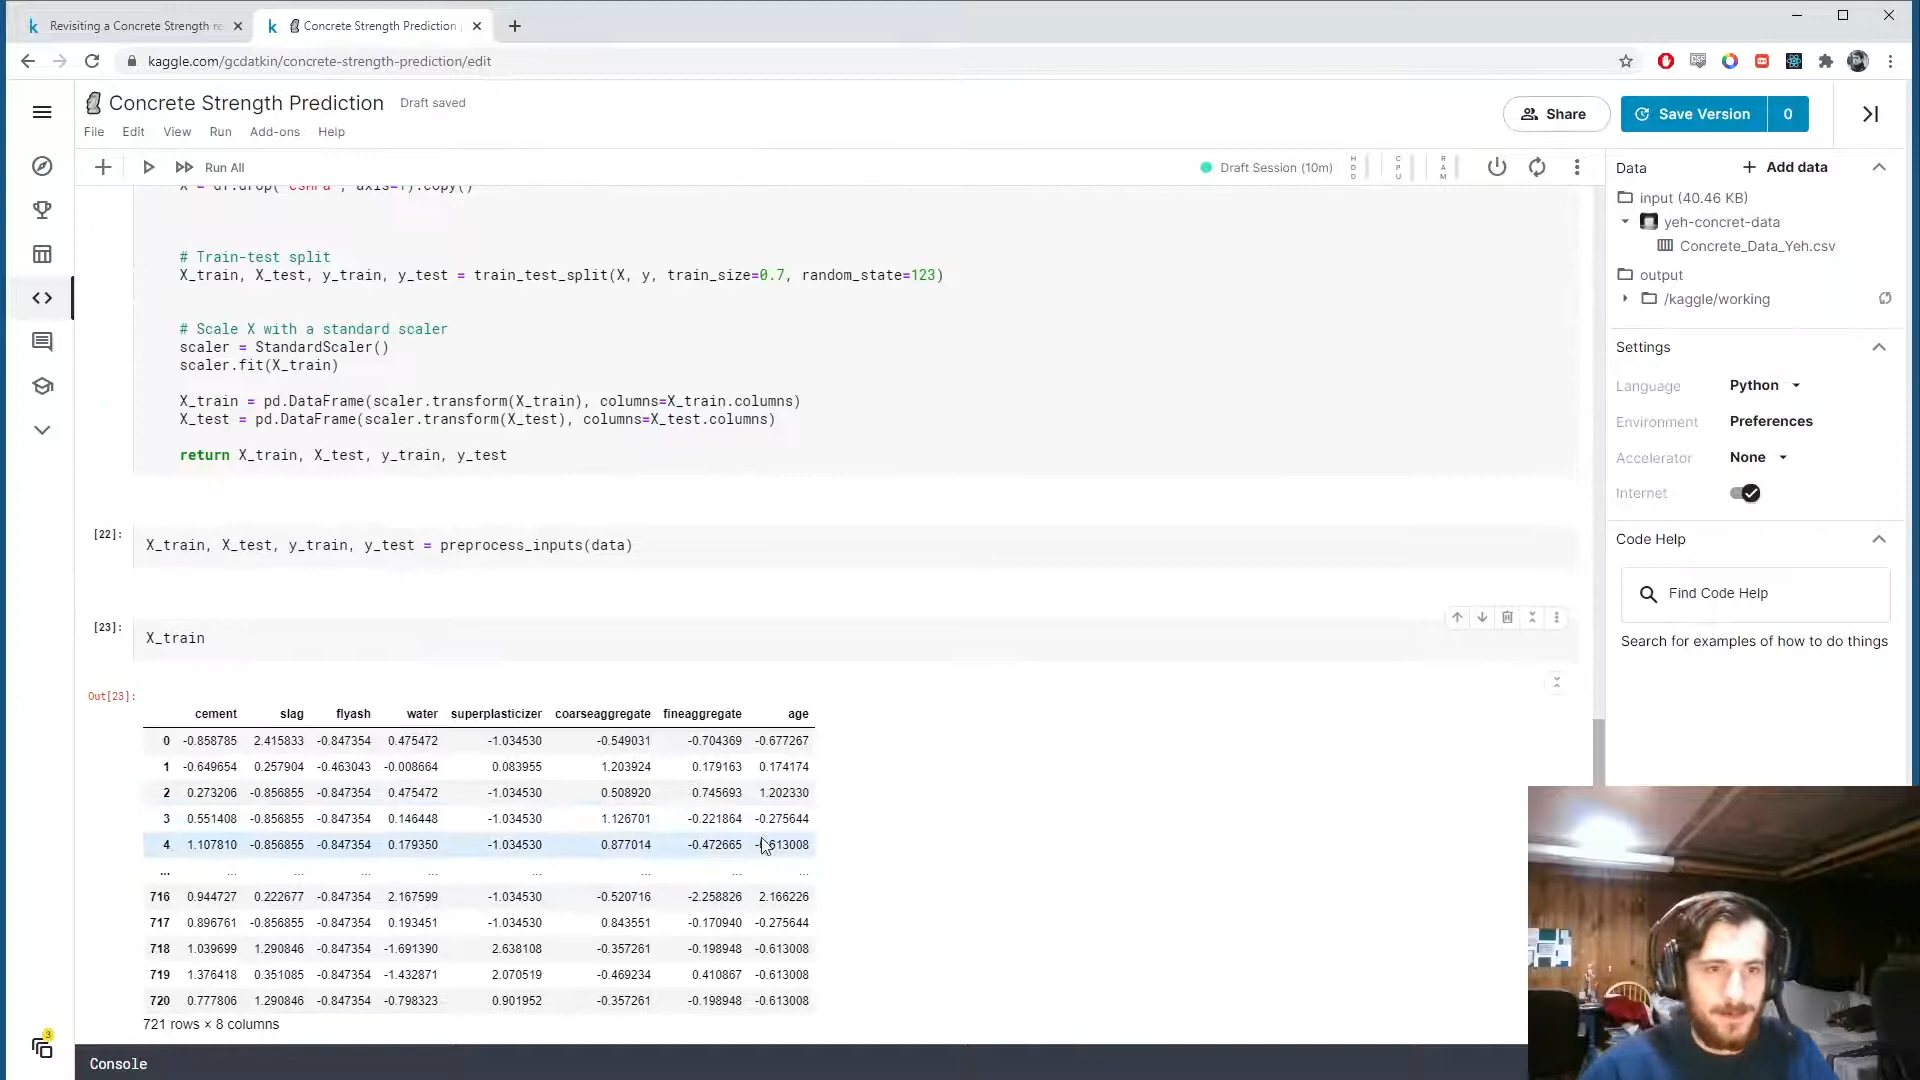 Revisiting a Concrete Strength re
Concrete Strength Prediction
kaggle.com/gcdatkin/concrete-strength-prediction/edit
Concrete Strength Prediction
Draft saved
File Edit View Run Add-ons Help
Share
Save Version 0
Run All
Draft Session (10m)
HDD
CPU
RAM
X = df.drop('csMPa', axis=1).copy()
# Train-test split
X_train, X_test, y_train, y_test = train_test_split(X, y, train_size=0.7, random_state=123)
# Scale X with a standard scaler
scaler = StandardScaler()
scaler.fit(X_train)
X_train = pd.DataFrame(scaler.transform(X_train), columns=X_train.columns)
X_test = pd.DataFrame(scaler.transform(X_test), columns=X_test.columns)
return X_train, X_test, y_train, y_test
[22]:
X_train, X_test, y_train, y_test = preprocess_inputs(data)
[23]:
X_train
Out[23]:
cement slag flyash water superplasticizer coarseaggregate fineaggregate age
0 -0.858785 2.415833 -0.847354 0.475472 -1.034530 -0.549031 -0.704369 -0.677267
1 -0.649654 0.257904 -0.463043 -0.008664 0.083955 1.203924 0.179163 0.174174
2 0.273206 -0.856855 -0.847354 0.475472 -1.034530 0.508920 0.745693 1.202330
3 0.551408 -0.856855 -0.847354 0.146448 -1.034530 1.126701 -0.221864 -0.275644
4 1.107810 -0.856855 -0.847354 0.179350 -1.034530 0.877014 -0.472665 -0.613008
... ... ... ... ... ... ... ... ...
716 0.944727 0.222677 -0.847354 2.167599 -1.034530 -0.520716 -2.258826 2.166226
717 0.896761 -0.856855 -0.847354 0.193451 -1.034530 0.843551 -0.170940 -0.275644
718 1.039699 1.290846 -0.847354 -1.691390 2.638108 -0.357261 -0.198948 -0.613008
719 1.376418 0.351085 -0.847354 -1.432871 2.070519 -0.469234 0.410867 -0.613008
720 0.777806 1.290846 -0.847354 -0.798323 0.901952 -0.357261 -0.198948 -0.613008
721 rows × 8 columns
Console
3
Data
Add data
input (40.46 KB)
yeh-concret-data
Concrete_Data_Yeh.csv
output
/kaggle/working
Settings
Language Python
Environment Preferences
Accelerator None
Internet
Code Help
Find Code Help
Search for examples of how to do things